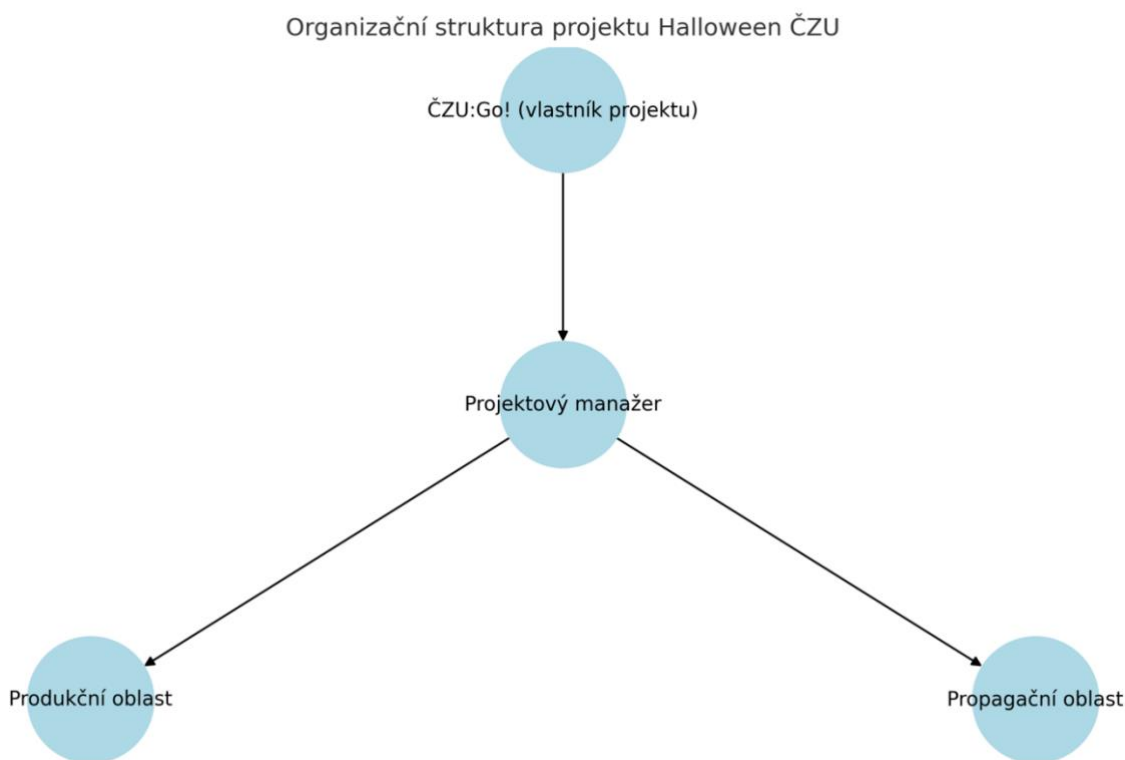 Organizační struktura projektu Halloween ČZU
ČZU:Go! (vlastník projektu)
Projektový manažer
Produkční oblast
Propagační oblast